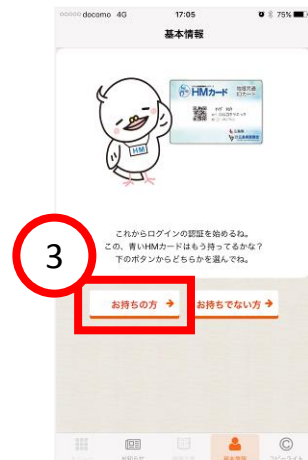 docomo 4G 17:05 75%
基本情報
HMカード
HM
これからログインの認証を始めるね。
この、青いHMカードはもう持ってるかな？
下のボタンからどちらかを選んでね。
3
お持ちの方 → お持ちでない方 →
基本情報